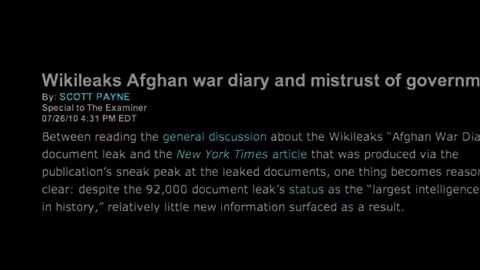 Wikileaks Afghan war diary and mistrust of governm
By: SCOTT PAYNE
Special to The Examiner
07/26/10 4:31 PM EDT
Between reading the general discussion about the Wikileaks “Afghan War Dia
document leak and the New York Times article that was produced via the
publication’s sneak peak at the leaked documents, one thing becomes reason
clear: despite the 92,000 document leak’s status as the “largest intelligence
in history,” relatively little new information surfaced as a result.